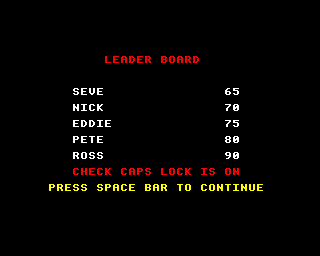 LEADER BOARD
SEVE 65
NICK 70
EDDIE 75
PETE 80
ROSS 90
CHECK CAPS LOCK IS ON
PRESS SPACE BAR TO CONTINUE